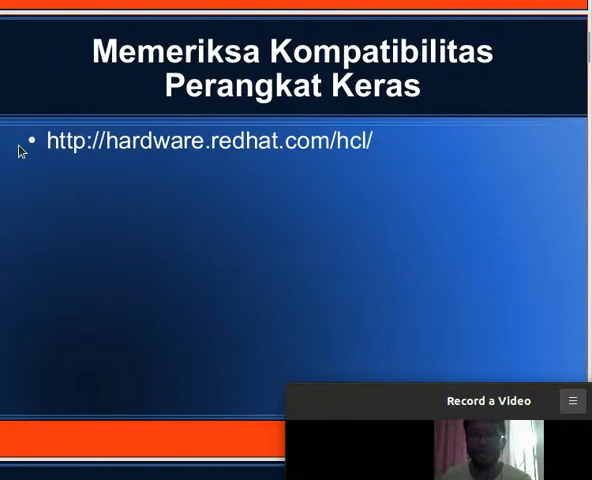 Memeriksa Kompatibilitas
Perangkat Keras
• http://hardware.redhat.com/hcl/
Record a Video